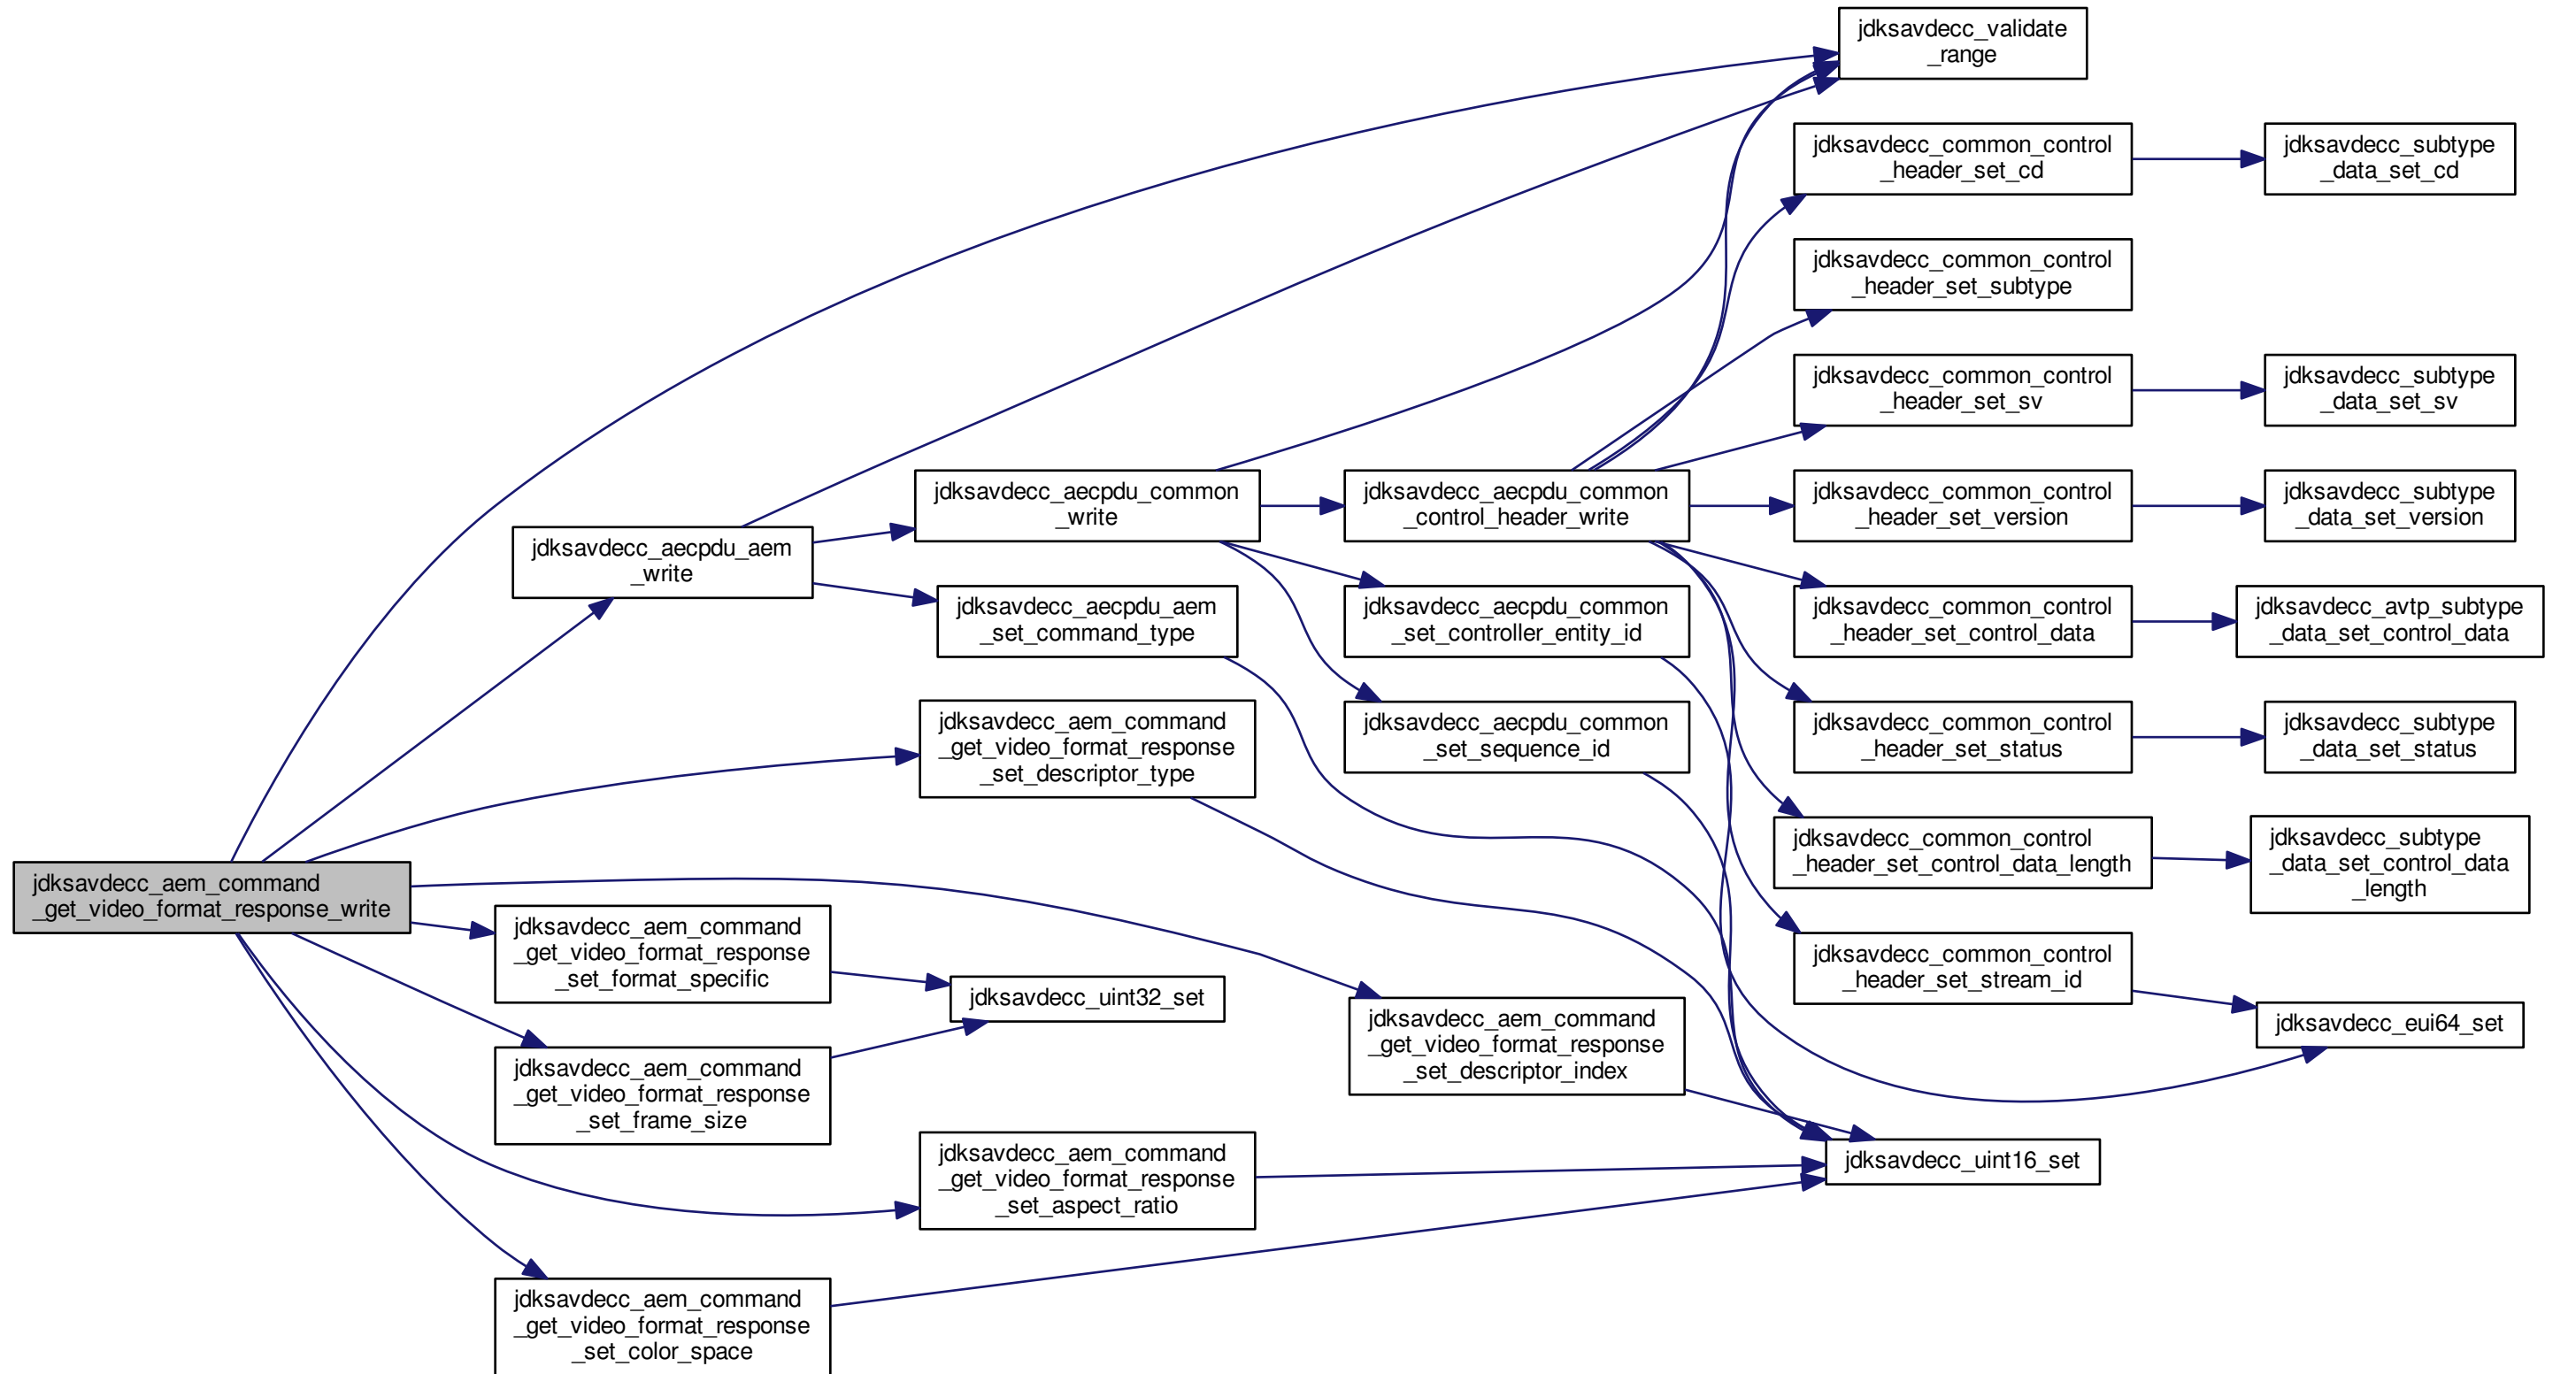 jdksavdecc_validate
_range
jdksavdecc_common_control
_header_set_cd
jdksavdecc_subtype
_data_set_cd
jdksavdecc_common_control
_header_set_subtype
jdksavdecc_common_control
_header_set_sv
jdksavdecc_subtype
_data_set_sv
jdksavdecc_aecpdu_common
_write
jdksavdecc_aecpdu_common
_control_header_write
jdksavdecc_common_control
_header_set_version
jdksavdecc_subtype
_data_set_version
jdksavdecc_aecpdu_aem
_write
jdksavdecc_aecpdu_aem
_set_command_type
jdksavdecc_aecpdu_common
_set_controller_entity_id
jdksavdecc_common_control
_header_set_control_data
jdksavdecc_avtp_subtype
_data_set_control_data
jdksavdecc_aem_command
_get_video_format_response
_set_descriptor_type
jdksavdecc_aecpdu_common
_set_sequence_id
jdksavdecc_common_control
_header_set_status
jdksavdecc_subtype
_data_set_status
jdksavdecc_common_control
_header_set_control_data_length
jdksavdecc_subtype
_data_set_control_data
_length
jdksavdecc_aem_command
_get_video_format_response_write
jdksavdecc_aem_command
_get_video_format_response
_set_format_specific
jdksavdecc_uint32_set
jdksavdecc_common_control
_header_set_stream_id
jdksavdecc_eui64_set
jdksavdecc_aem_command
_get_video_format_response
_set_descriptor_index
jdksavdecc_aem_command
_get_video_format_response
_set_frame_size
jdksavdecc_aem_command
_get_video_format_response
_set_aspect_ratio
jdksavdecc_uint16_set
jdksavdecc_aem_command
_get_video_format_response
_set_color_space